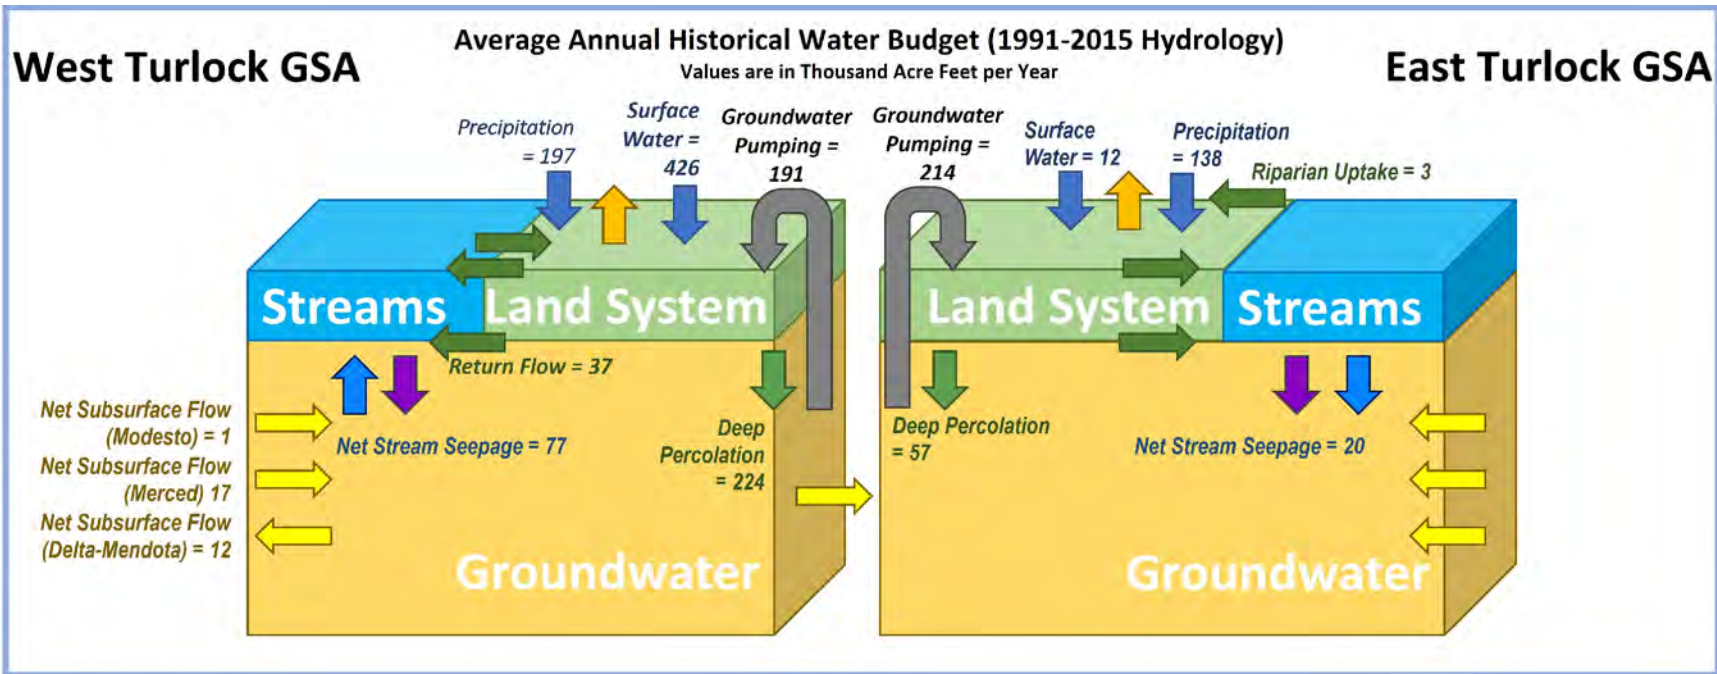 Average Annual Historical Water Budget (1991-2015 Hydrology)
Values are in Thousand Acre Feet per Year
West Turlock GSA
East Turlock GSA
Precipitation
= 197
Surface
Water =
426
Groundwater
Pumping =
191
Groundwater
Pumping =
214
Surface
Water = 12
Precipitation
= 138
Riparian Uptake = 3
Streams
Land System
Land System
Streams
Return Flow = 37
Net Subsurface Flow
(Modesto) = 1
Net Subsurface Flow
(Merced) 17
Net Subsurface Flow
(Delta-Mendota) = 12
Net Stream Seepage = 77
Deep
Percolation
= 224
Deep Percolation
= 57
Net Stream Seepage = 20
Groundwater
Groundwater